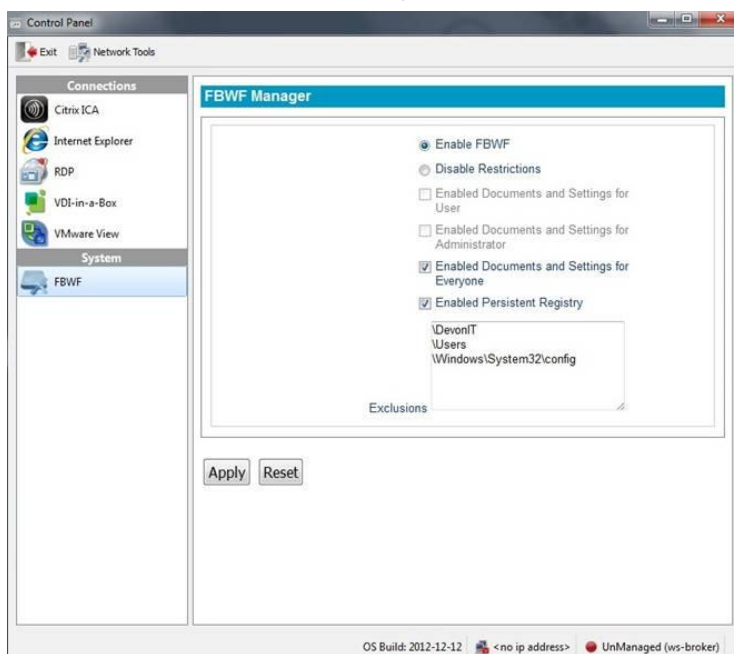 Control Panel
Exit Network Tools
Connections
Citrix ICA
Internet Explorer
RDP
VDI-in-a-Box
VMware View
System
FBWF
FBWF Manager
Enable FBWF
Disable Restrictions
Enabled Documents and Settings for
User
Enabled Documents and Settings for
Administrator
Enabled Documents and Settings for
Everyone
Enabled Persistent Registry
\DevonIT
\Users
\Windows\System32\config
Exclusions
Apply Reset
OS Build: 2012-12-12 <no ip address> UnManaged (ws-broker)